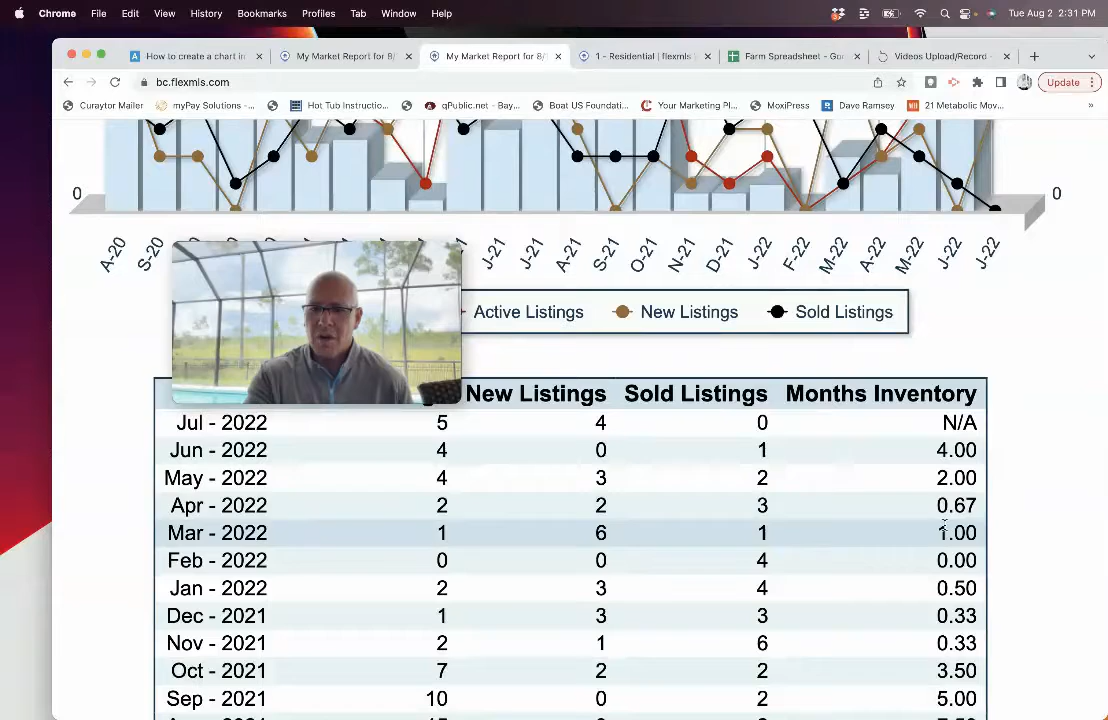 Chrome File Edit View History Bookmarks Profiles Tab Window Help Tue Aug 2 2:31 PM
How to create a chart in My Market Report for 8/ My Market Report for 8/ 1 - Residential | flexmls Farm Spreadsheet - Goo Videos Upload/Record -
bc.flexmls.com Update
Curaytor Mailer myPay Solutions -... Hot Tub Instructio... qPublic.net - Bay... Boat US Foundati... Your Marketing Pl... MoxiPress Dave Ramsey 21 Metabolic Mov... »
0 0
A-20 S-20 J-21 J-21 A-21 S-21 O-21 N-21 D-21 J-22 F-22 M-22 A-22 M-22 J-22 J-22
Active Listings New Listings Sold Listings
New Listings Sold Listings Months Inventory
Jul - 2022 5 4 0 N/A
Jun - 2022 4 0 1 4.00
May - 2022 4 3 2 2.00
Apr - 2022 2 2 3 0.67
Mar - 2022 1 6 1 1.00
Feb - 2022 0 0 4 0.00
Jan - 2022 2 3 4 0.50
Dec - 2021 1 3 3 0.33
Nov - 2021 2 1 6 0.33
Oct - 2021 7 2 2 3.50
Sep - 2021 10 0 2 5.00